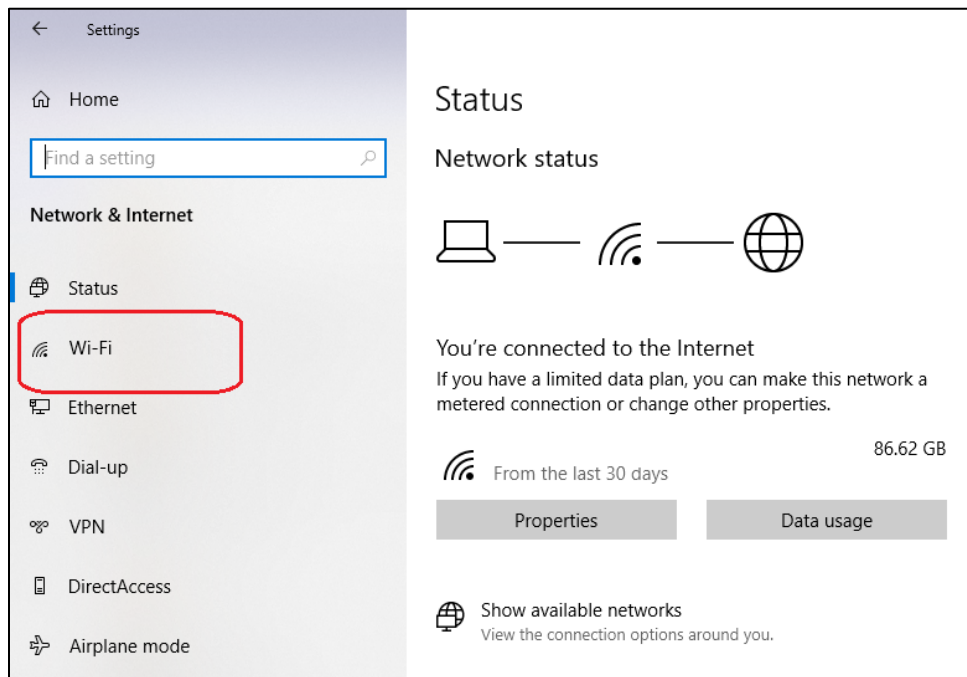 Settings
Home
Find a setting
Network & Internet
Status
Wi-Fi
Ethernet
Dial-up
VPN
DirectAccess
Airplane mode
Status
Network status
You're connected to the Internet
If you have a limited data plan, you can make this network a
metered connection or change other properties.
86.62 GB
From the last 30 days
Properties
Data usage
Show available networks
View the connection options around you.